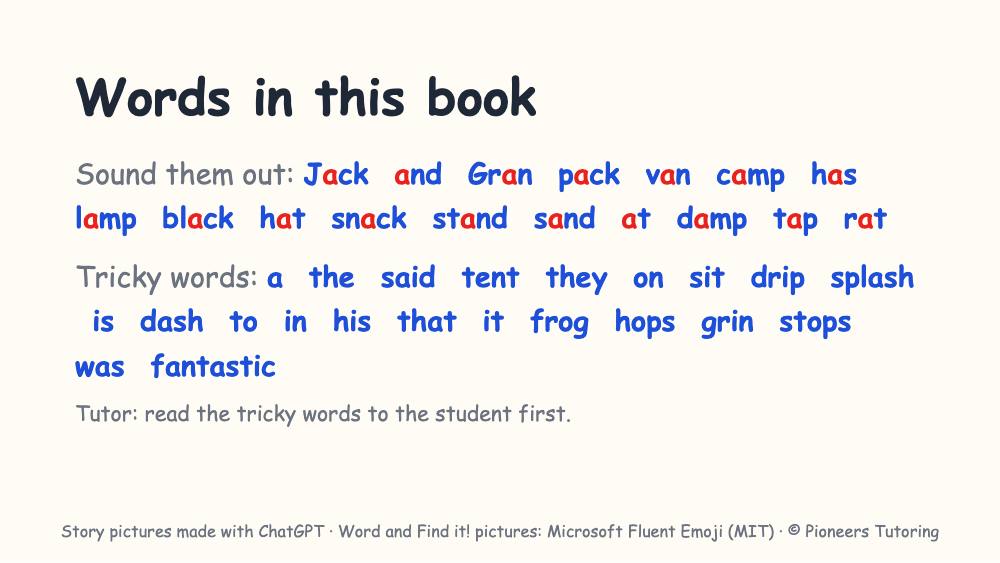 Words in this book
Sound them out: Jack and Gran pack van camp has
lamp black hat snack stand sand at damp tap rat
Tricky words: a the said tent they on sit drip splash
is dash to in his that it frog hops grin stops
was fantastic
Tutor: read the tricky words to the student first.
Story pictures made with ChatGPT · Word and Find it! pictures: Microsoft Fluent Emoji (MIT) · © Pioneers Tutoring